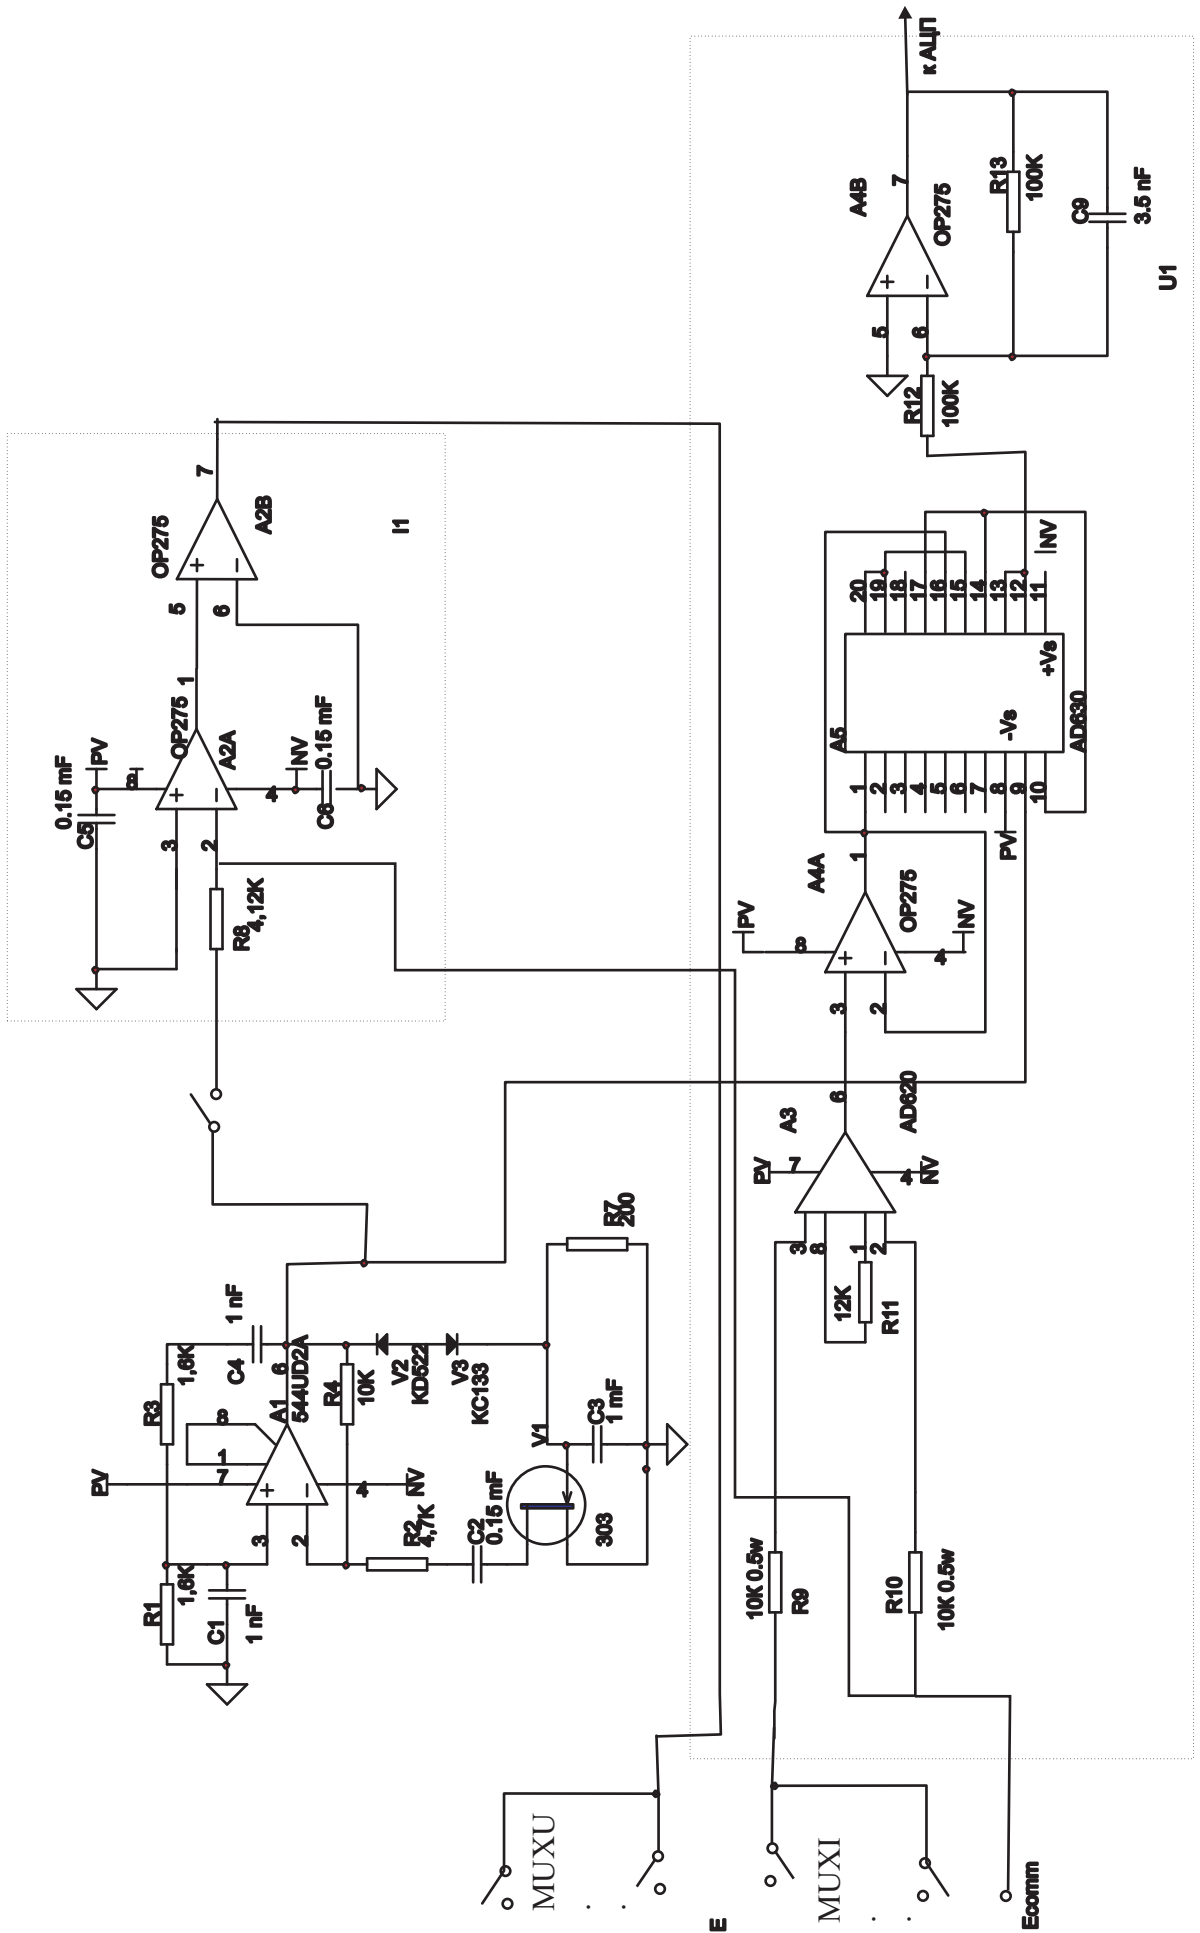 к АЦП
A4B
7
OP275
5
6
R12
100K
R13
100K
C9
3.5 nF
U1
OP275
5
6
7
A2B
I1
0.15 mF
C5
PV
8
OP275
1
A2A
3
2
4
NV
0.15 mF
C6
R8
4,12K
A5
20
19
18
17
16
15
14
13
12
11
NV
+Vs
-Vs
AD630
1
2
3
4
5
6
7
8
9
10
PV
A4A
1
PV
8
OP275
4
NV
3
2
A3
6
AD620
PV
7
4
NV
3
8
1
2
12K
R11
R7
200
1 nF
C4
1,6K
R3
A1
544UD2A
6
8
1
7
PV
3
2
4
NV
R4
10K
V2
KD522
V3
KC133
V1
C3
1 mF
R2
4,7K
C2
0.15 mF
303
R1
1,6K
C1
1 nF
10K 0.5w
R9
R10
10K 0.5w
MUXU
. .
E
MUXI
. .
Ecomm